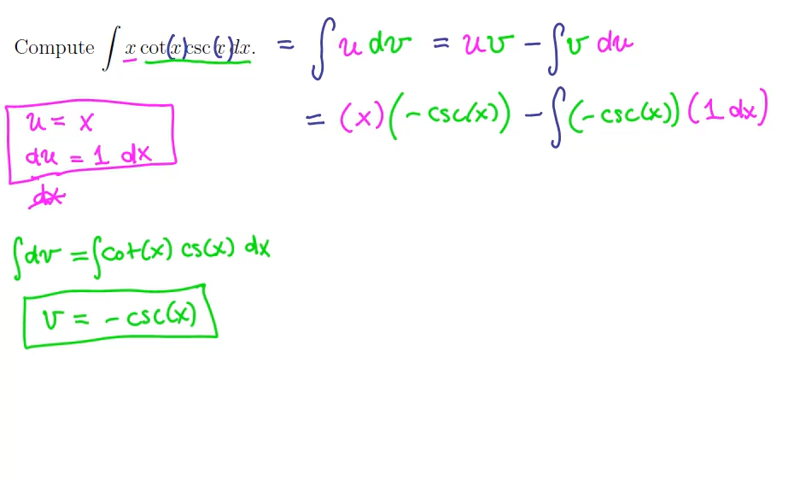 Compute ∫ x cot(x)csc(x)dx. = ∫ u dv = uv − ∫ v du
= (x)(−csc(x)) − ∫(−csc(x))(1 dx)
u = x
du = 1 dx
dx
∫dv = ∫cot(x) cs(x) dx
v = −csc(x)